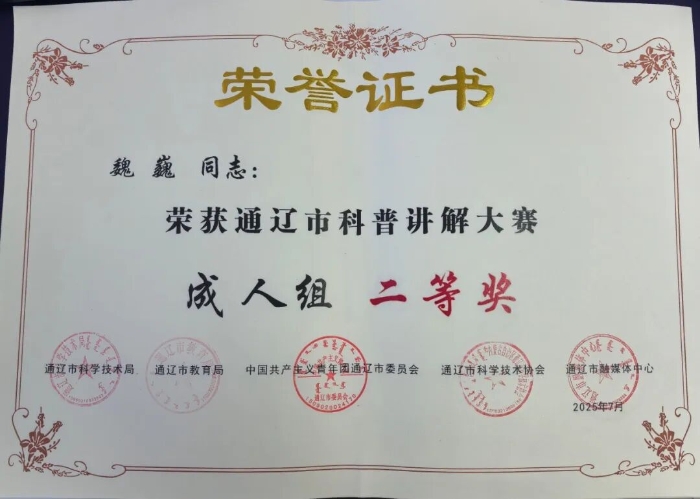 荣誉证书
魏巍 同志：
荣获通辽市科普讲解大赛
成人组 二等奖
通辽市科学技术局 通辽市教育局 中国共产主义青年团通辽市委员会 通辽市科学技术协会 通辽市融媒体中心
2025年7月